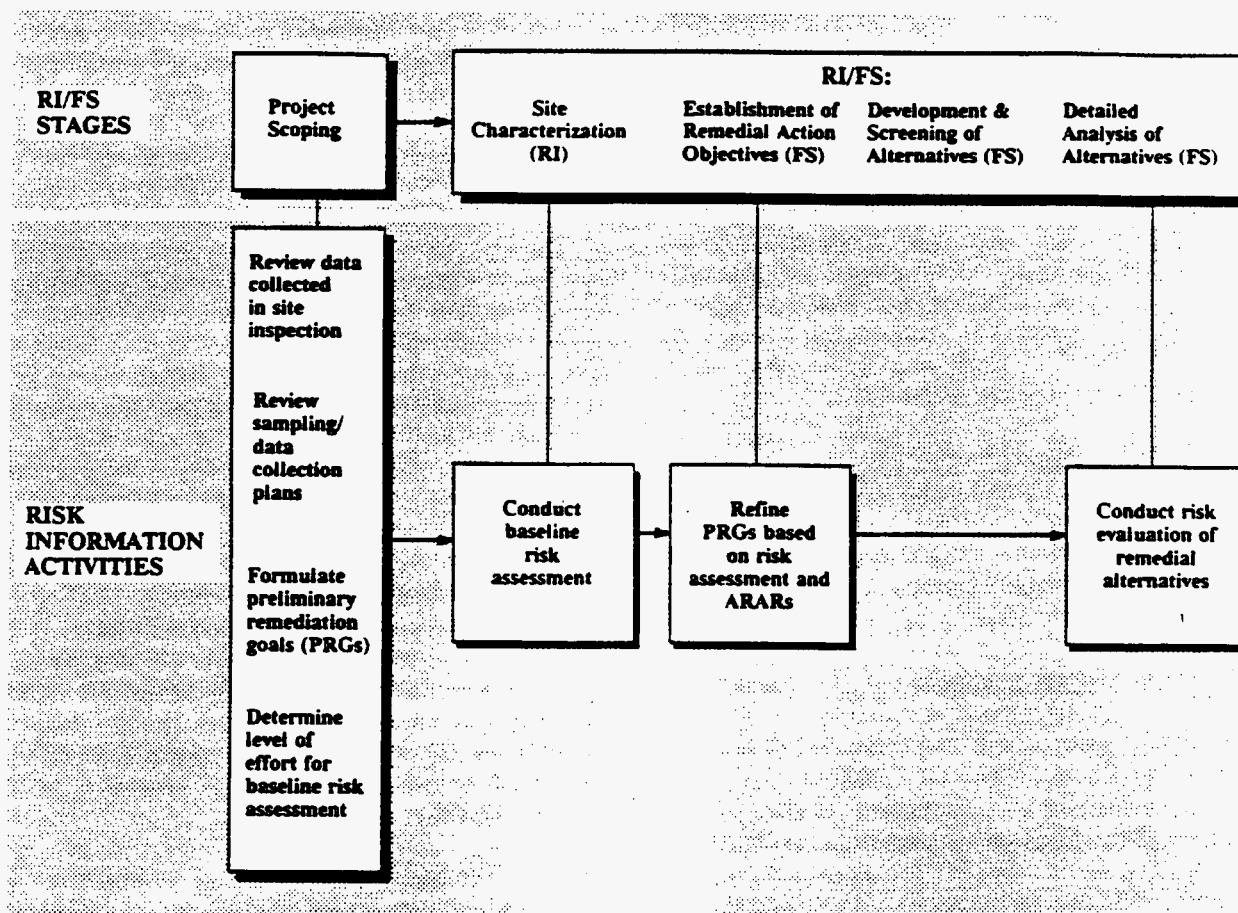 RI/FS
STAGES
Project
Scoping
RI/FS:
Site
Characterization
(RI)
Establishment of
Remedial Action
Objectives (FS)
Development &
Screening of
Alternatives (FS)
Detailed
Analysis of
Alternatives (FS)
RISK
INFORMATION
ACTIVITIES
Review data
collected
in site
inspection
Review
sampling/
data
collection
plans
Formulate
preliminary
remediation
goals (PRGs)
Determine
level of
effort for
baseline risk
assessment
Conduct
baseline
risk
assessment
Refine
PRGs based
on risk
assessment and
ARARs
Conduct risk
evaluation of
remedial
alternatives